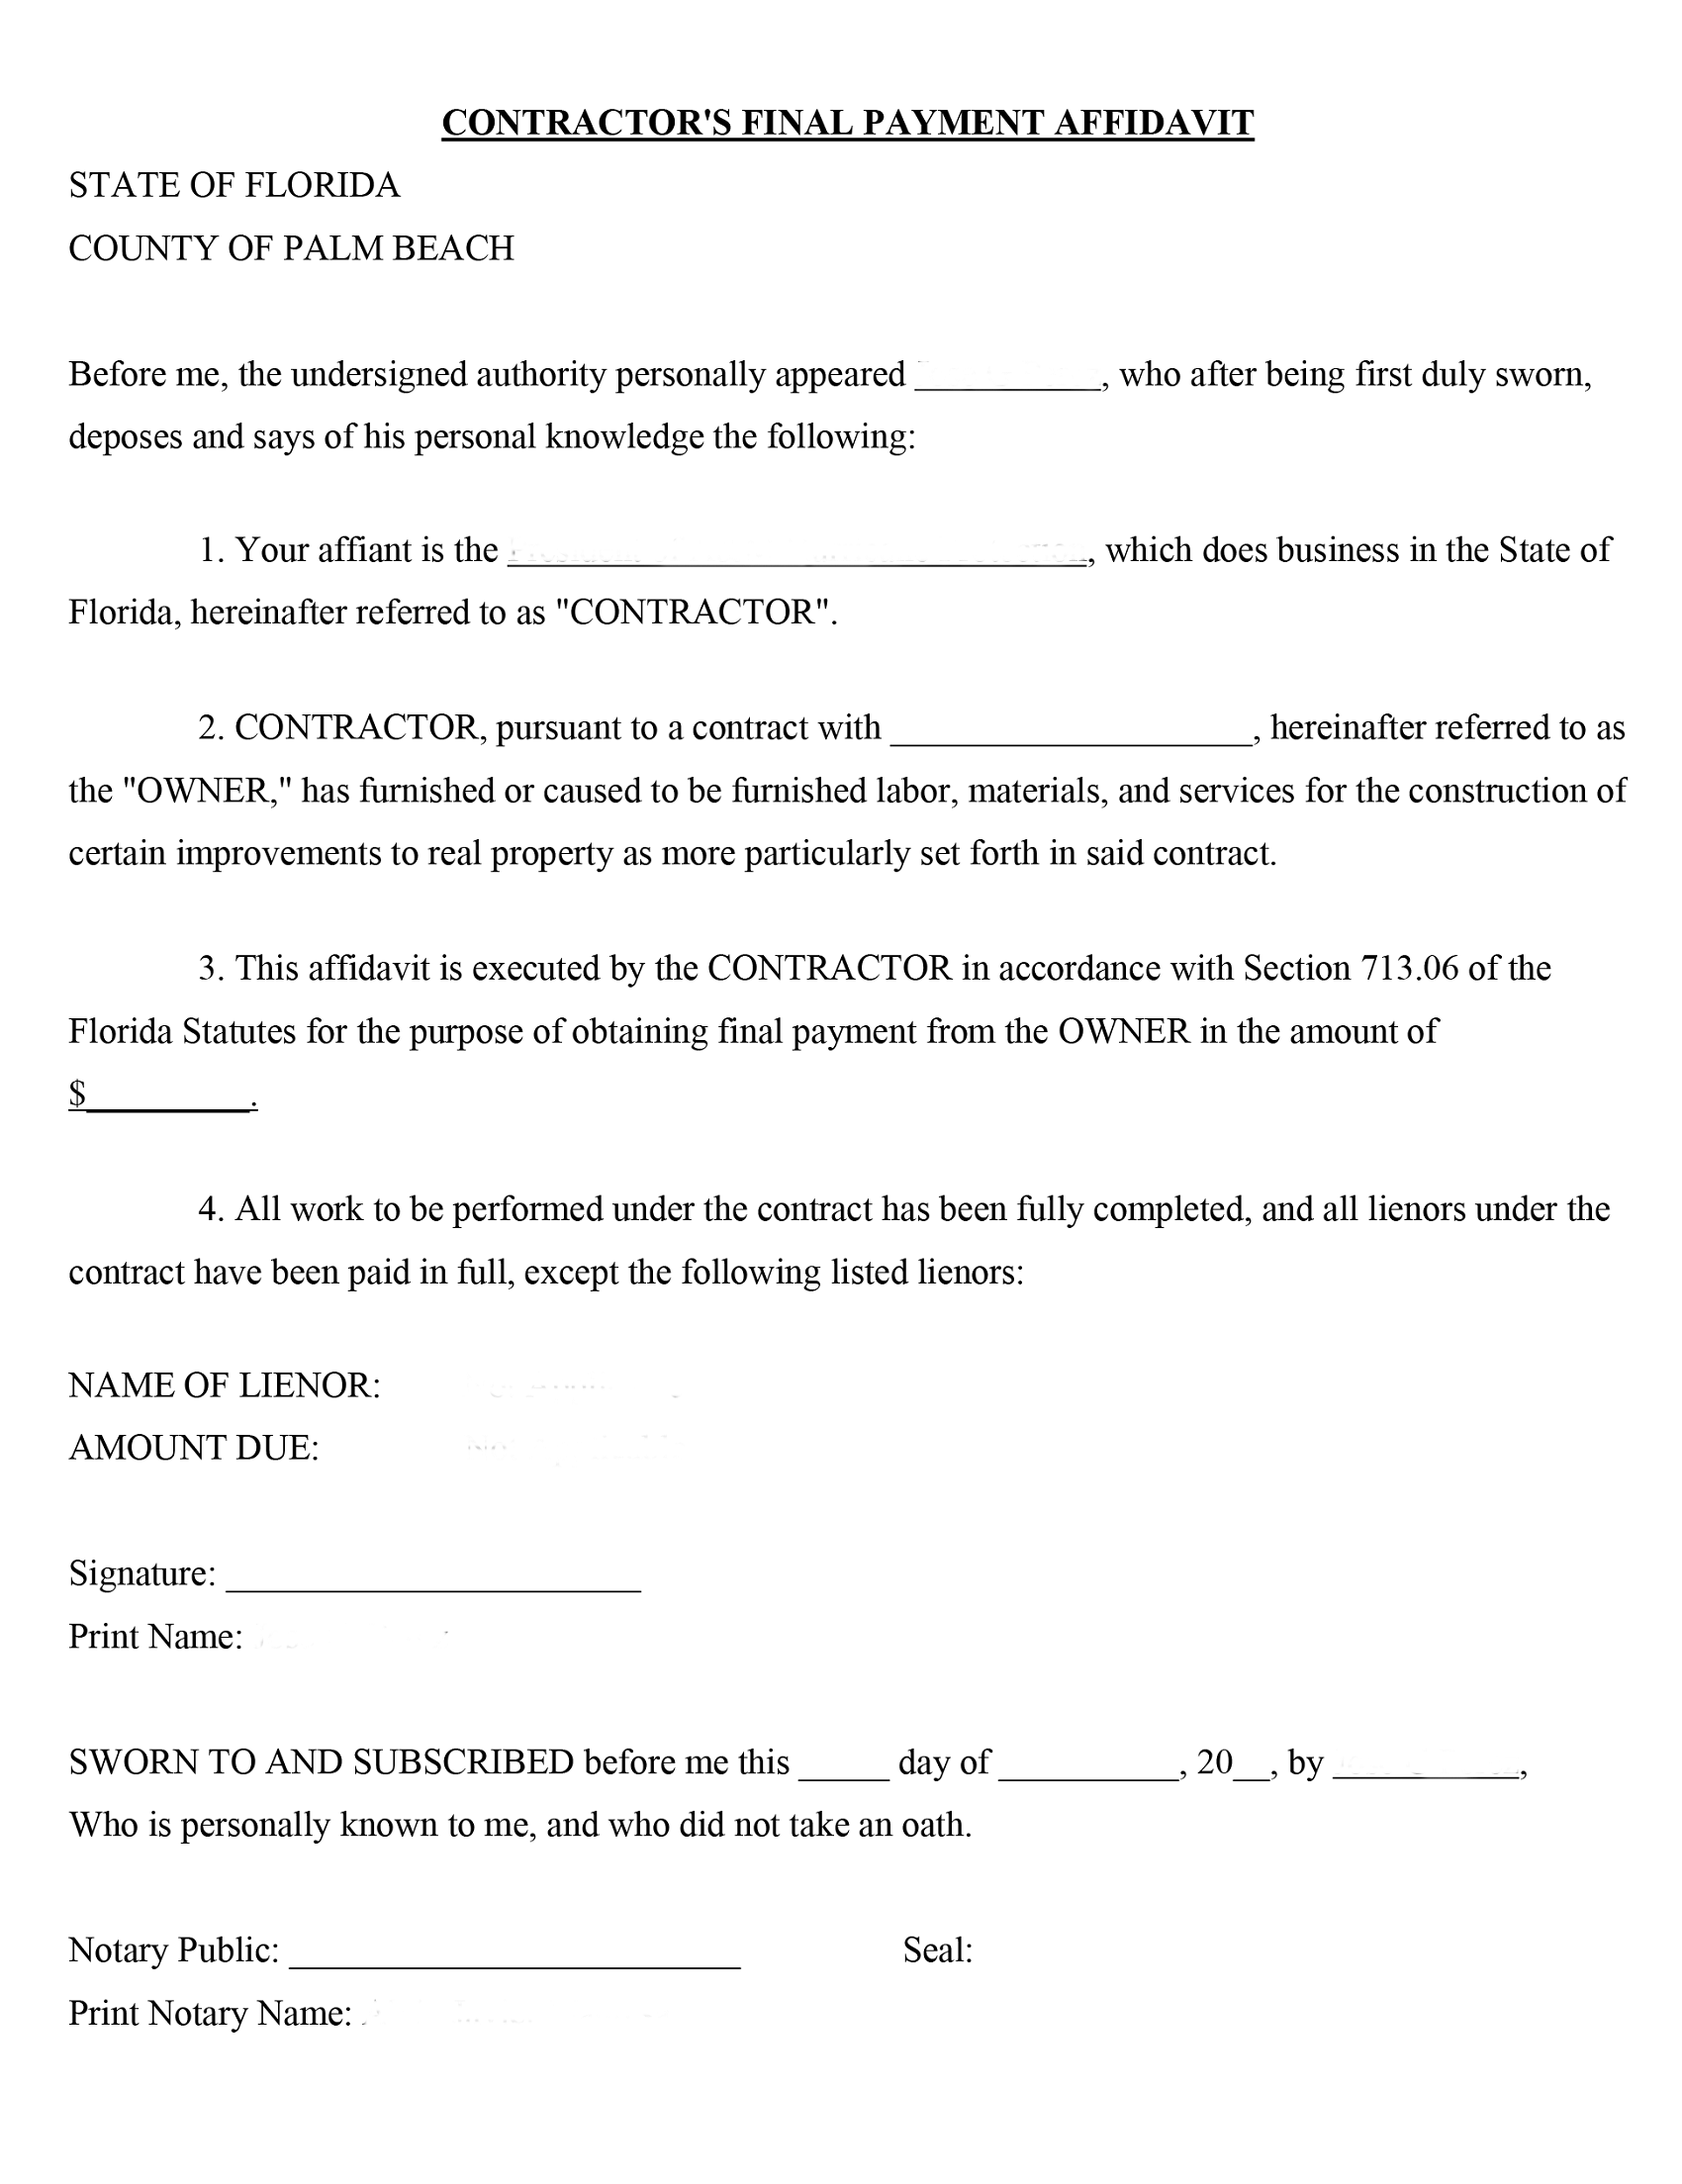 CONTRACTOR'S FINAL PAYMENT AFFIDAVIT
STATE OF FLORIDA
COUNTY OF PALM BEACH
Before me, the undersigned authority personally appeared __________, who after being first duly sworn,
deposes and says of his personal knowledge the following:
1. Your affiant is the ________________________________, which does business in the State of
Florida, hereinafter referred to as "CONTRACTOR".
2. CONTRACTOR, pursuant to a contract with ____________________, hereinafter referred to as
the "OWNER," has furnished or caused to be furnished labor, materials, and services for the construction of
certain improvements to real property as more particularly set forth in said contract.
3. This affidavit is executed by the CONTRACTOR in accordance with Section 713.06 of the
Florida Statutes for the purpose of obtaining final payment from the OWNER in the amount of
$_________.
4. All work to be performed under the contract has been fully completed, and all lienors under the
contract have been paid in full, except the following listed lienors:
NAME OF LIENOR:
AMOUNT DUE:
Signature: _______________________
Print Name:
SWORN TO AND SUBSCRIBED before me this _____ day of __________, 20__, by __________,
Who is personally known to me, and who did not take an oath.
Notary Public: _________________________ Seal:
Print Notary Name: